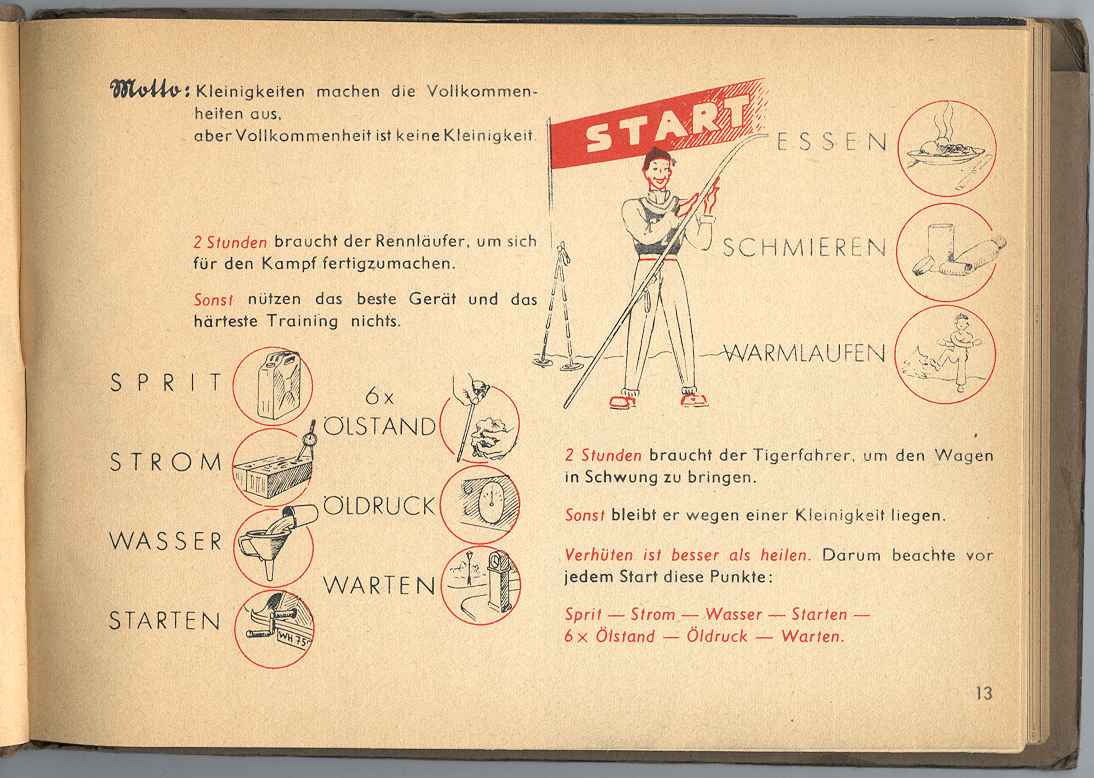 Motto: Kleinigkeiten machen die Vollkommen-
heiten aus,
aber Vollkommenheit ist keine Kleinigkeit.
2 Stunden braucht der Rennläufer, um sich
für den Kampf fertigzumachen.
Sonst nützen das beste Gerät und das
härteste Training nichts.
START
ESSEN
SCHMIEREN
WARMLAUFEN
SPRIT
STROM
WASSER
STARTEN
WH 75
6x
ÖLSTAND
ÖLDRUCK
WARTEN
2 Stunden braucht der Tigerfahrer, um den Wagen
in Schwung zu bringen.
Sonst bleibt er wegen einer Kleinigkeit liegen.
Verhüten ist besser als heilen. Darum beachte vor
jedem Start diese Punkte:
Sprit — Strom — Wasser — Starten —
6x Ölstand — Öldruck — Warten.
13